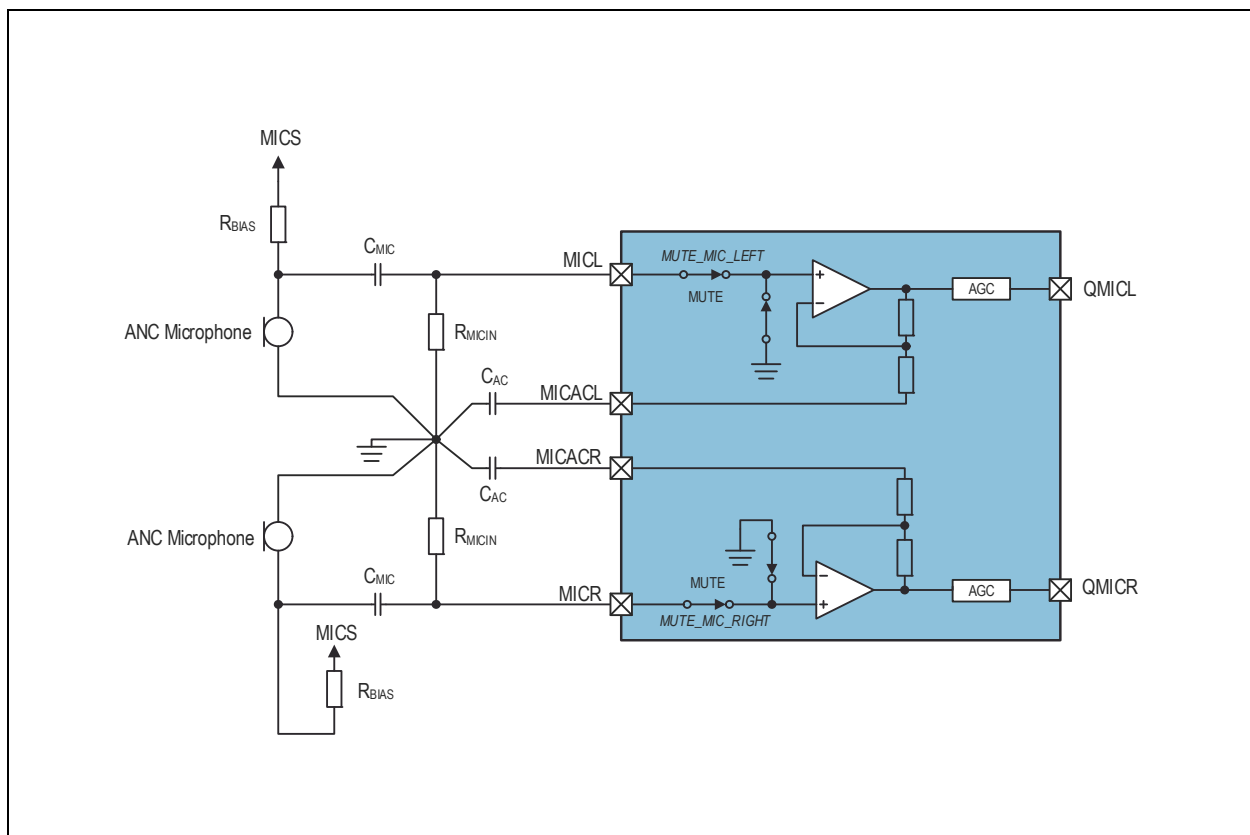 MICS
RBIAS
CMIC
MICL
MUTE_MIC_LEFT
MUTE
AGC
QMICL
ANC Microphone
RMICIN
CAC
MICACL
MICACR
CAC
ANC Microphone
RMICIN
CMIC
MICR
MUTE
MUTE_MIC_RIGHT
AGC
QMICR
MICS
RBIAS